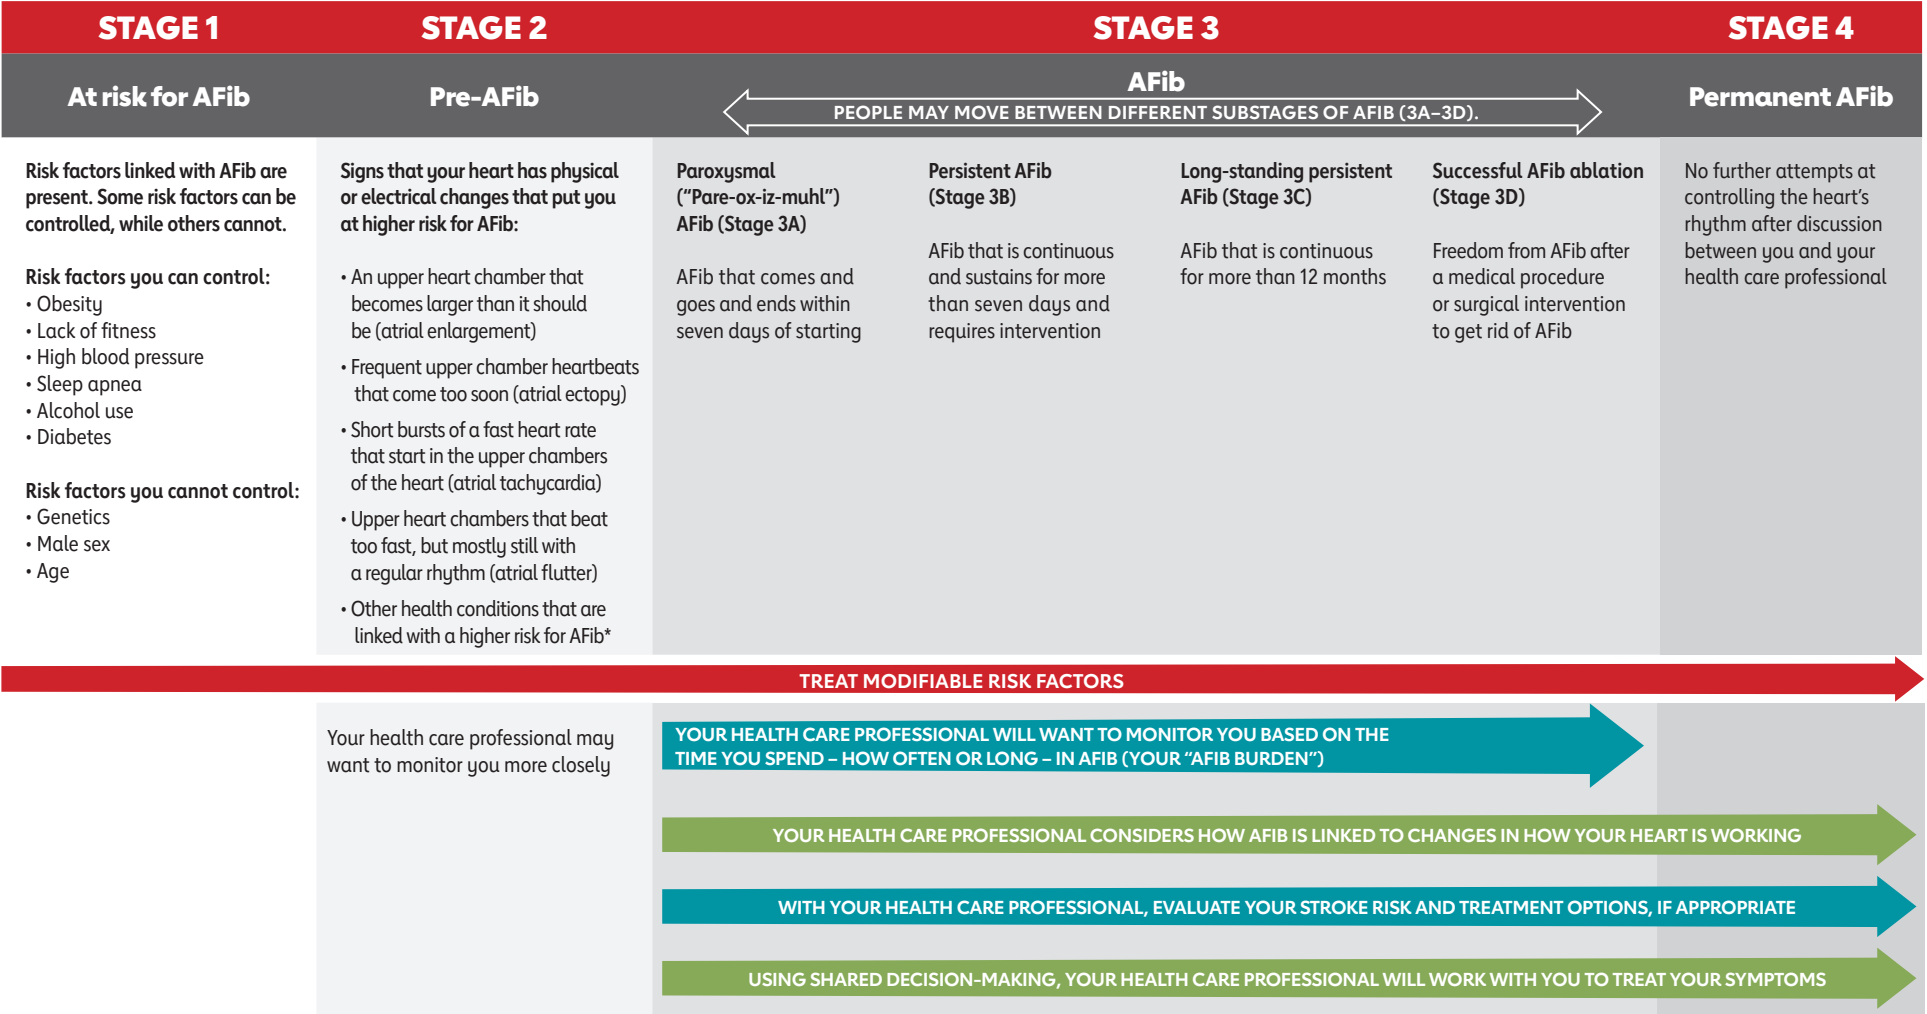 STAGE 1
STAGE 2
STAGE 3
STAGE 4
At risk for AFib
Pre-AFib
AFib
PEOPLE MAY MOVE BETWEEN DIFFERENT SUBSTAGES OF AFIB (3A–3D).
Permanent AFib
Risk factors linked with AFib are
present. Some risk factors can be
controlled, while others cannot.
Risk factors you can control:
• Obesity
• Lack of fitness
• High blood pressure
• Sleep apnea
• Alcohol use
• Diabetes
Risk factors you cannot control:
• Genetics
• Male sex
• Age
Signs that your heart has physical
or electrical changes that put you
at higher risk for AFib:
• An upper heart chamber that
becomes larger than it should
be (atrial enlargement)
• Frequent upper chamber heartbeats
that come too soon (atrial ectopy)
• Short bursts of a fast heart rate
that start in the upper chambers
of the heart (atrial tachycardia)
• Upper heart chambers that beat
too fast, but mostly still with
a regular rhythm (atrial flutter)
• Other health conditions that are
linked with a higher risk for AFib*
Paroxysmal
(“Pare-ox-iz-muhl”)
AFib (Stage 3A)
AFib that comes and
goes and ends within
seven days of starting
Persistent AFib
(Stage 3B)
AFib that is continuous
and sustains for more
than seven days and
requires intervention
Long-standing persistent
AFib (Stage 3C)
AFib that is continuous
for more than 12 months
Successful AFib ablation
(Stage 3D)
Freedom from AFib after
a medical procedure
or surgical intervention
to get rid of AFib
No further attempts at
controlling the heart’s
rhythm after discussion
between you and your
health care professional
TREAT MODIFIABLE RISK FACTORS
Your health care professional may
want to monitor you more closely
YOUR HEALTH CARE PROFESSIONAL WILL WANT TO MONITOR YOU BASED ON THE
TIME YOU SPEND – HOW OFTEN OR LONG – IN AFIB (YOUR “AFIB BURDEN”)
YOUR HEALTH CARE PROFESSIONAL CONSIDERS HOW AFIB IS LINKED TO CHANGES IN HOW YOUR HEART IS WORKING
WITH YOUR HEALTH CARE PROFESSIONAL, EVALUATE YOUR STROKE RISK AND TREATMENT OPTIONS, IF APPROPRIATE
USING SHARED DECISION-MAKING, YOUR HEALTH CARE PROFESSIONAL WILL WORK WITH YOU TO TREAT YOUR SYMPTOMS